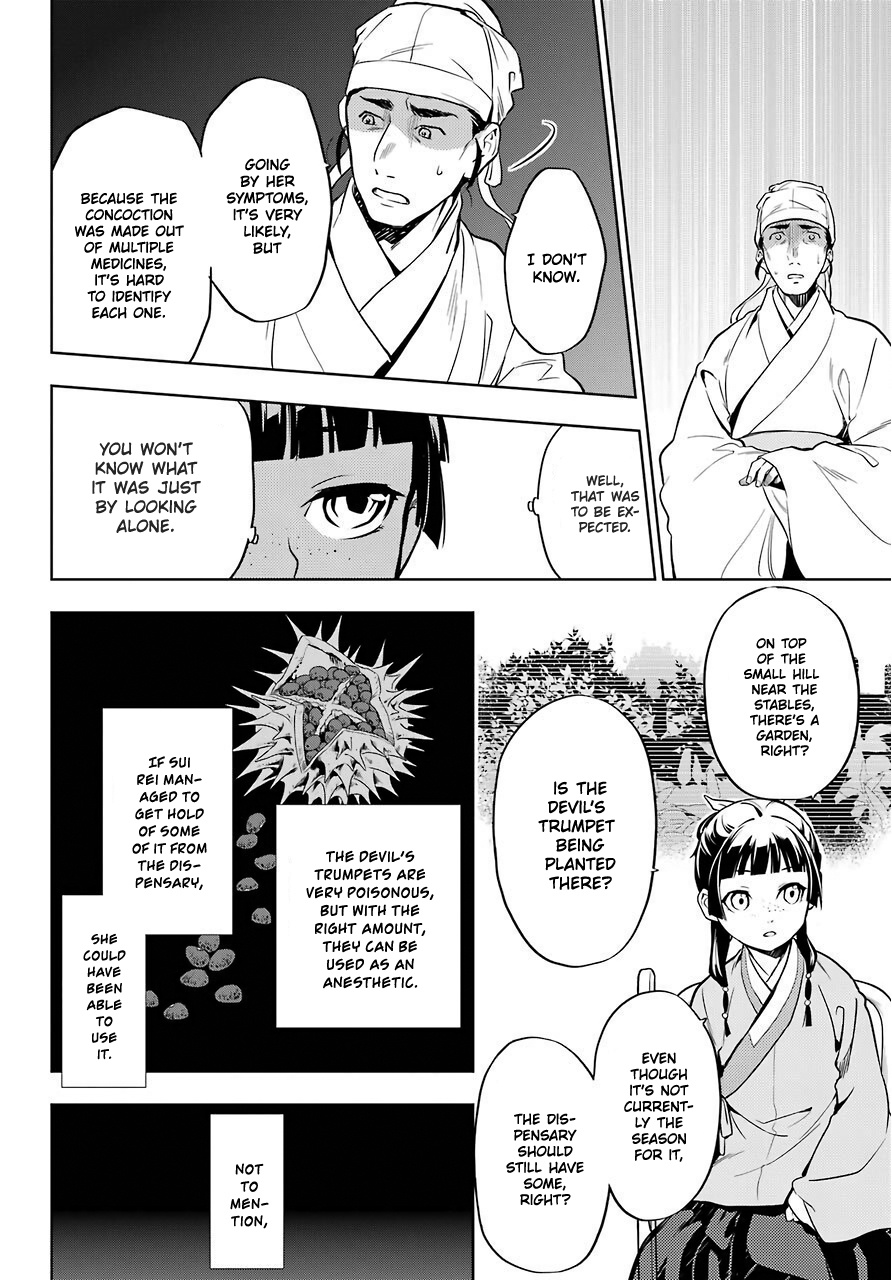 I DON'T
KNOW.
GOING
BY HER
SYMPTOMS,
IT'S VERY
LIKELY,
BUT
BECAUSE THE
CONCOCTION
WAS MADE OUT
OF MULTIPLE
MEDICINES,
IT'S HARD
TO IDENTIFY
EACH ONE.
WELL,
THAT WAS
TO BE EX-
PECTED.
YOU WON'T
KNOW WHAT
IT WAS JUST
BY LOOKING
ALONE.
ON TOP
OF THE
SMALL HILL
NEAR THE
STABLES,
THERE'S A
GARDEN,
RIGHT?
IS THE
DEVIL'S
TRUMPET
BEING
PLANTED
THERE?
EVEN
THOUGH
IT'S NOT
CURRENT-
LY THE
SEASON
FOR IT,
THE DIS-
PENSARY
SHOULD
STILL HAVE
SOME,
RIGHT?
THE DEVIL'S
TRUMPETS ARE
VERY POISONOUS,
BUT WITH THE
RIGHT AMOUNT,
THEY CAN BE
USED AS AN
ANESTHETIC.
IF SUI
REI MAN-
AGED TO
GET HOLD
OF SOME
OF IT FROM
THE DIS-
PENSARY,
SHE
COULD
HAVE
BEEN
ABLE
TO
USE
IT.
NOT
TO
MEN-
TION,